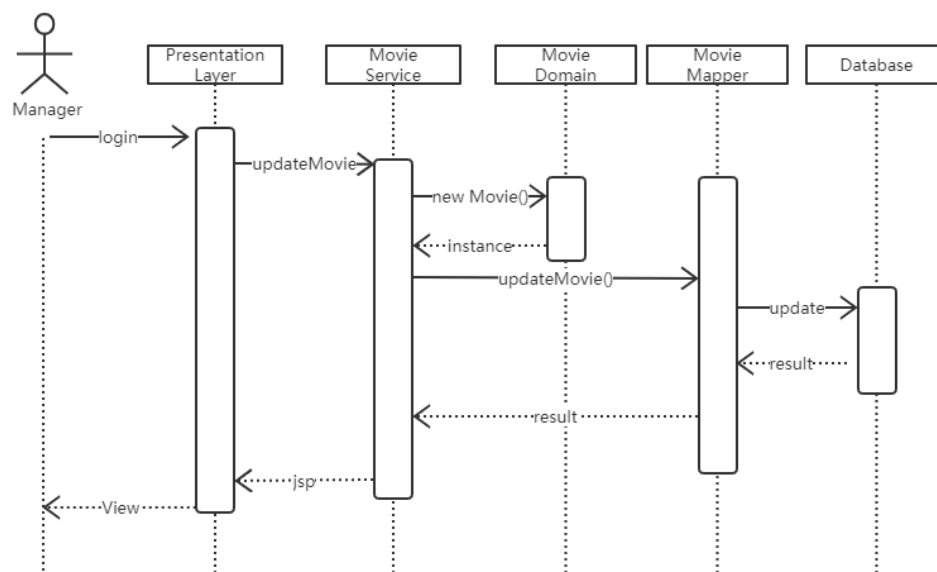 Presentation
Layer
Movie
Service
Movie
Domain
Movie
Mapper
Database
Manager
login
updateMovie
new Movie()
instance
updateMovie()
update
result
result
jsp
View